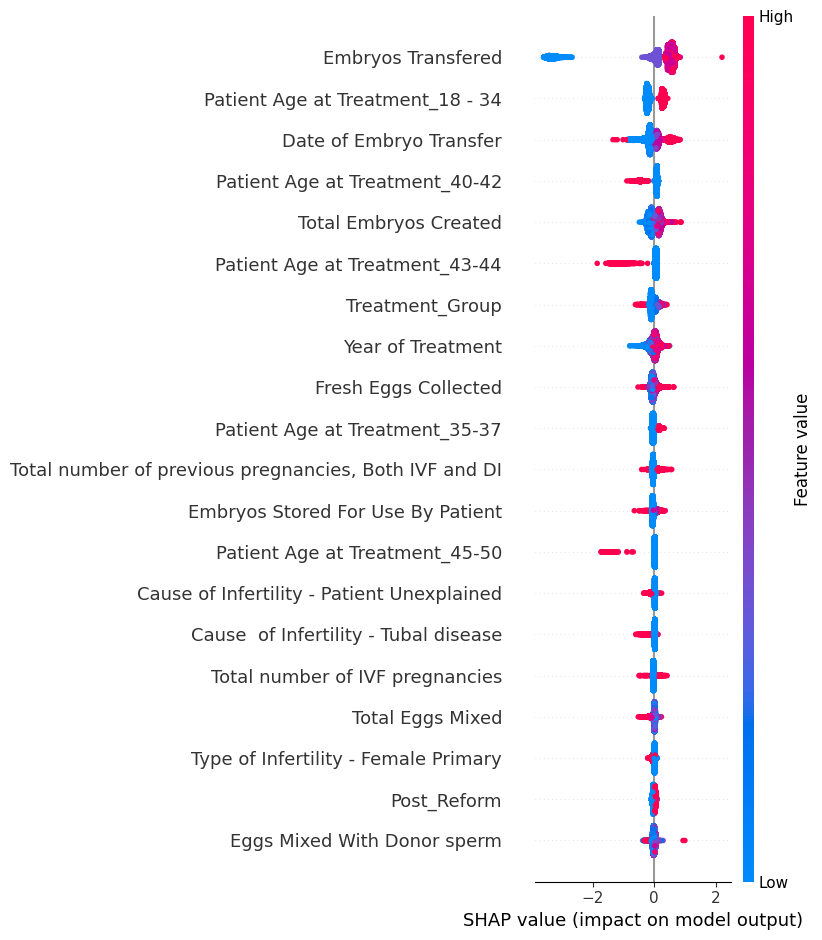 High
Embryos Transfered
Patient Age at Treatment_18 - 34
Date of Embryo Transfer
Patient Age at Treatment_40-42
Total Embryos Created
Patient Age at Treatment_43-44
Treatment_Group
Year of Treatment
Fresh Eggs Collected
Patient Age at Treatment_35-37
Total number of previous pregnancies, Both IVF and DI
Embryos Stored For Use By Patient
Patient Age at Treatment_45-50
Cause of Infertility - Patient Unexplained
Cause  of Infertility - Tubal disease
Total number of IVF pregnancies
Total Eggs Mixed
Type of Infertility - Female Primary
Post_Reform
Eggs Mixed With Donor sperm
Feature value
Low
−2 0 2
SHAP value (impact on model output)